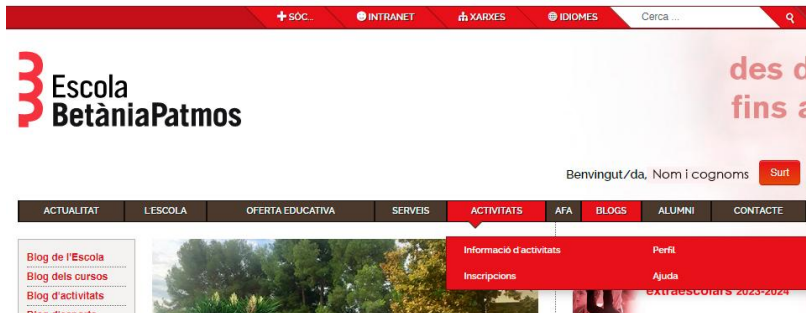 SÓC... INTRANET XARXES IDIOMES Cerca ...
des d
fins a
Escola
BetàniaPatmos
Benvingut/da, Nom i cognoms Surt
ACTUALITAT L'ESCOLA OFERTA EDUCATIVA SERVEIS ACTIVITATS AFA BLOGS ALUMNI CONTACTE
Informació d'activitats Perfil
Inscripcions Ajuda
Blog de l'Escola
Blog dels cursos
Blog d'activitats
extraescolars 2023-2024